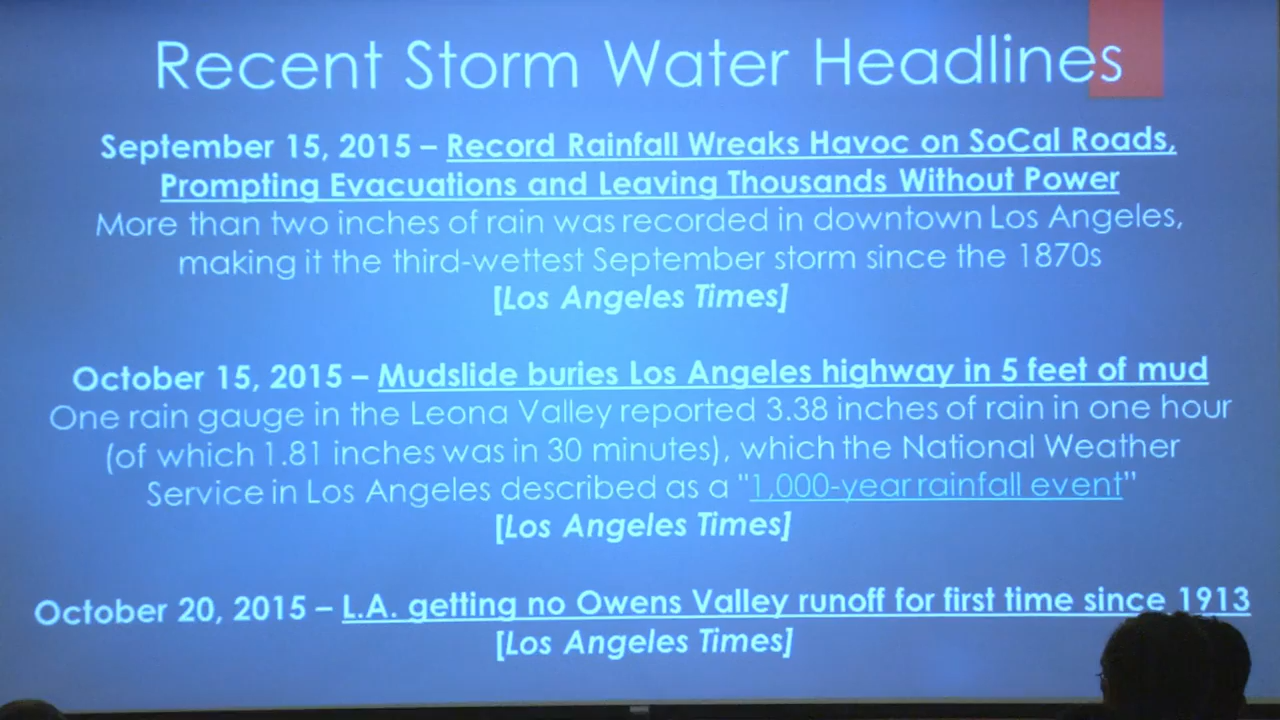 Recent Storm Water Headlines
September 15, 2015 – Record Rainfall Wreaks Havoc on SoCal Roads,
Prompting Evacuations and Leaving Thousands Without Power
More than two inches of rain was recorded in downtown Los Angeles,
making it the third-wettest September storm since the 1870s
[Los Angeles Times]
October 15, 2015 – Mudslide buries Los Angeles highway in 5 feet of mud
One rain gauge in the Leona Valley reported 3.38 inches of rain in one hour
(of which 1.81 inches was in 30 minutes), which the National Weather
Service in Los Angeles described as a "1,000-year rainfall event”
[Los Angeles Times]
October 20, 2015 – L.A. getting no Owens Valley runoff for first time since 1913
[Los Angeles Times]